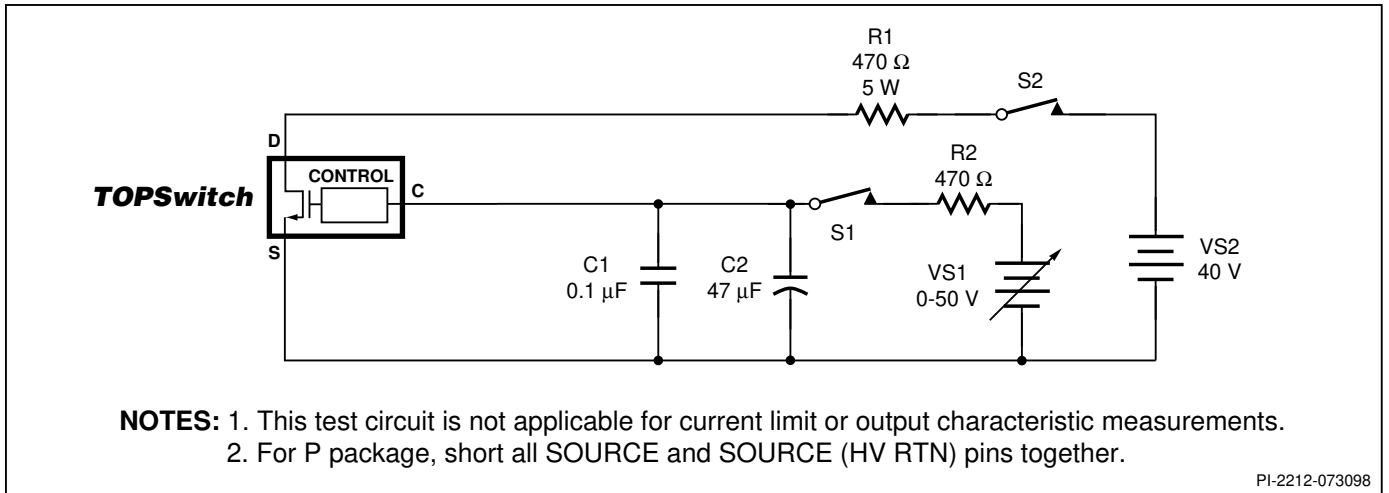 R1
470 Ω
5 W
S2
D
R2
470 Ω
CONTROL
C
TOPSwitch
S1
S
C1
0.1 μF
C2
47 μF
VS1
0-50 V
VS2
40 V
NOTES: 1. This test circuit is not applicable for current limit or output characteristic measurements.
2. For P package, short all SOURCE and SOURCE (HV RTN) pins together.
PI-2212-073098